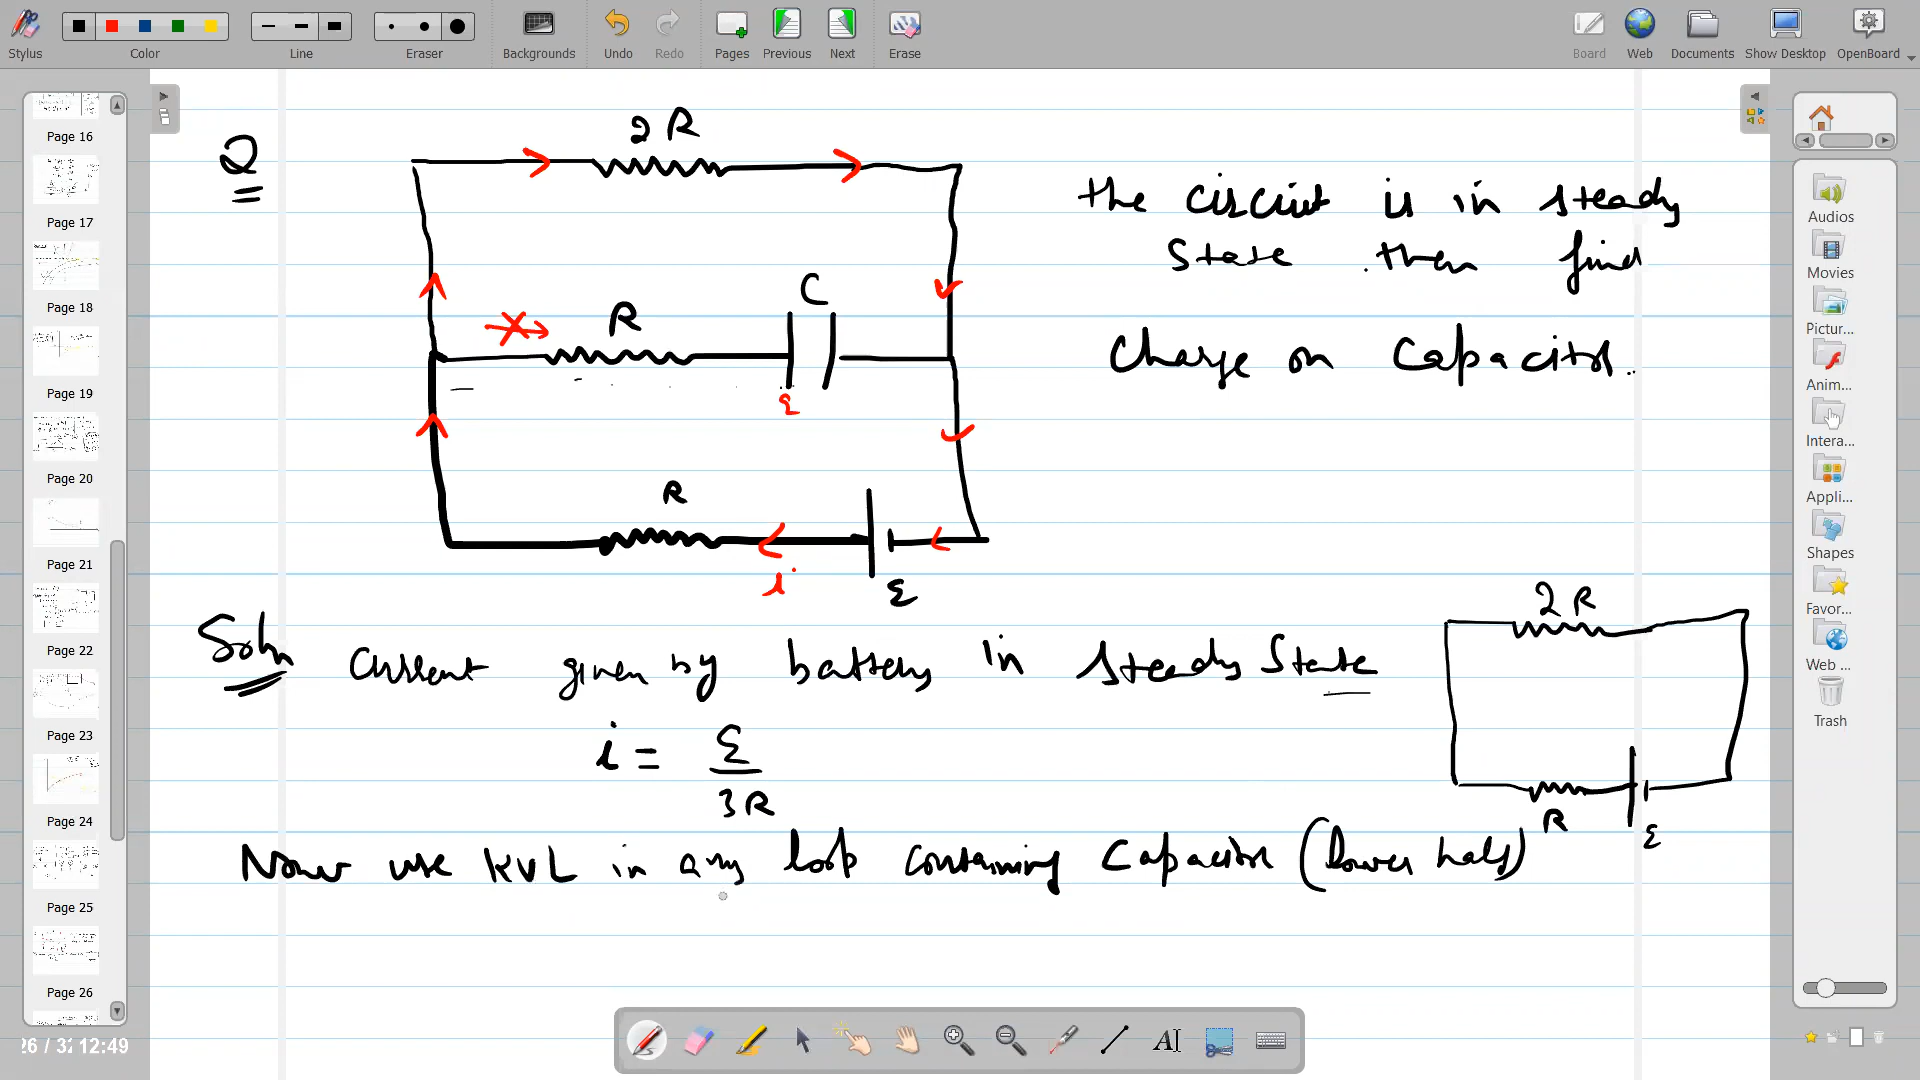 Stylus
Color
Line
Eraser
Backgrounds
Undo
Redo
Pages
Previous
Next
Erase
Board
Web
Documents
Show Desktop
OpenBoard
Page 16
Page 17
Page 18
Page 19
Page 20
Page 21
Page 22
Page 23
Page 24
Page 25
Page 26
26 / 32 12:49
Q
2R
R
C
q
R
i
ε
the circuit is in steady
state . then find
charge on capacitor.
Soln
Current given by battery in steady state
i = ε
3R
2R
R
ε
Now use KVL in any loop containing Capacitor (lower half)
Audios
Movies
Pictur...
Anim...
Intera...
Appli...
Shapes
Favor...
Web ...
Trash